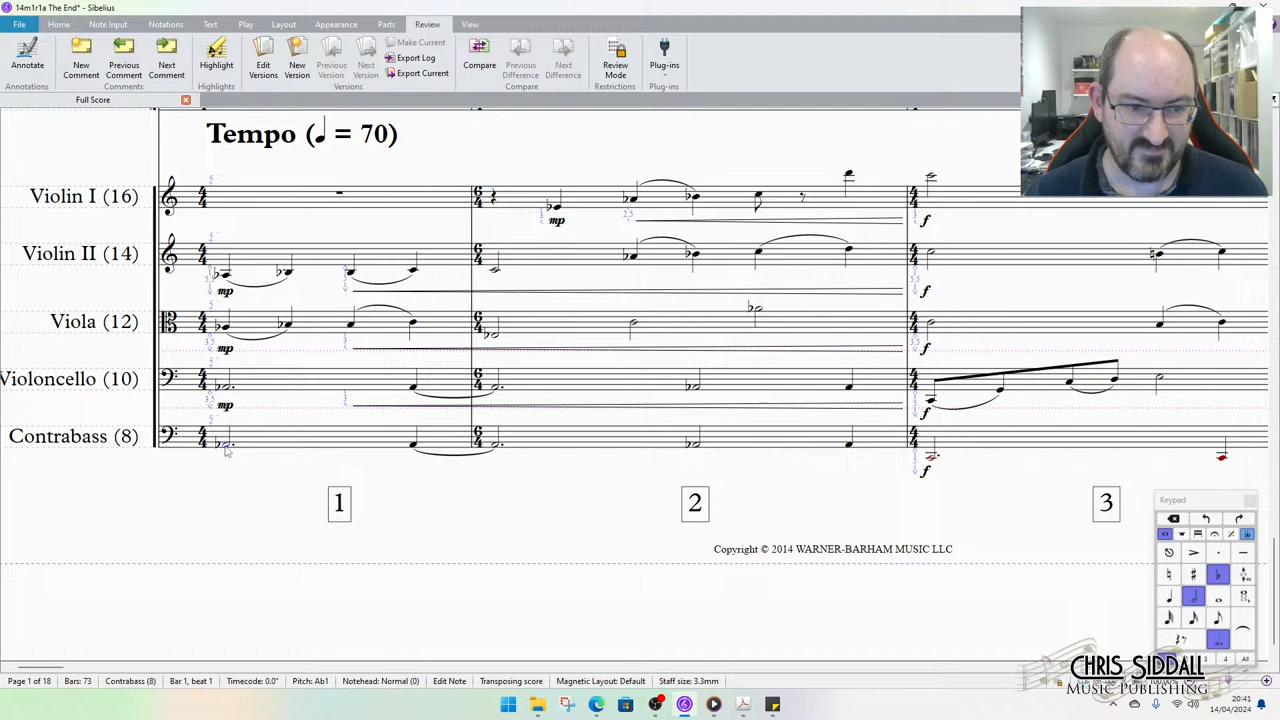 14m1r1a The End* - Sibelius
File Home Note Input Notations Text Play Layout Appearance Parts Review View
Annotate
Annotations
New Comment
Previous Comment
Next Comment
Comments
Highlight
Highlights
Edit Versions
New Version
Previous Version
Next Version
Make Current
Export Log
Export Current
Versions
Compare
Previous Difference
Next Difference
Compare
Review Mode
Restrictions
Plug-ins
Plug-ins
Full Score
Tempo (♩ = 70)
Violin I (16)
mp
f
Violin II (14)
mp
f
Viola (12)
mp
f
Violoncello (10)
mp
f
Contrabass (8)
f
1 2 3
Copyright © 2014 WARNER-BARHAM MUSIC LLC
Keypad
3 4 All
CHRIS SIDDALL
MUSIC PUBLISHING
Page 1 of 18 Bars: 73 Contrabass (8) Bar 1, beat 1 Timecode: 0.0" Pitch: Ab1 Notehead: Normal (0) Edit Note Transposing score Magnetic Layout: Default Staff size: 3.3mm
20:41
14/04/2024